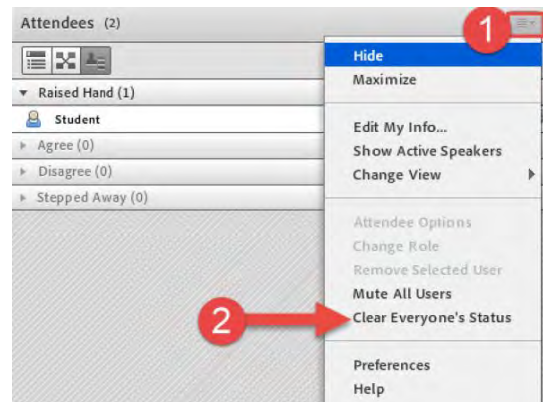 Attendees (2)
1
Hide
Maximize
Raised Hand (1)
Student
Agree (0)
Disagree (0)
Stepped Away (0)
Edit My Info...
Show Active Speakers
Change View
Attendee Options
Change Role
Remove Selected User
Mute All Users
2
Clear Everyone's Status
Preferences
Help